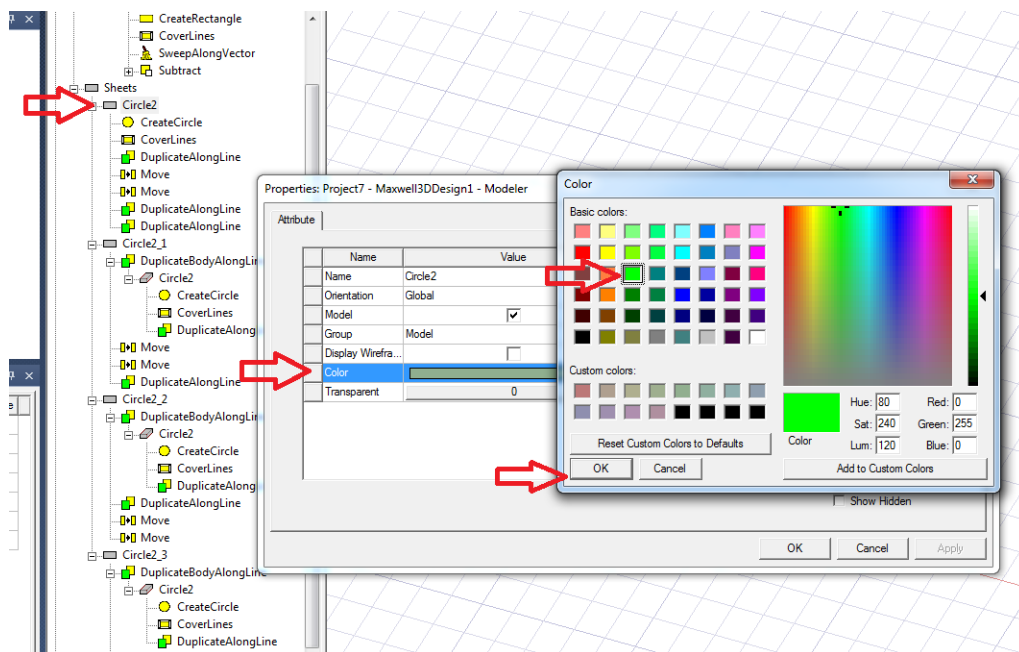 CreateRectangle
CoverLines
SweepAlongVector
Subtract
Sheets
Circle2
CreateCircle
CoverLines
DuplicateAlongLine
Move
Move
DuplicateAlongLine
DuplicateAlongLine
Circle2_1
DuplicateBodyAlongLin
Circle2
CreateCircle
CoverLines
DuplicateAlong
Move
Move
DuplicateAlongLine
Circle2_2
DuplicateBodyAlongLin
Circle2
CreateCircle
CoverLines
DuplicateAlong
DuplicateAlongLine
Move
Move
Circle2_3
DuplicateBodyAlongLine
Circle2
CreateCircle
CoverLines
DuplicateAlongLine
Properties: Project7 - Maxwell3DDesign1 - Modeler
Attribute
Name Value
Name Circle2
Orientation Global
Model
Group Model
Display Wirefra...
Color
Transparent 0
Show Hidden
OK Cancel Apply
Color
Basic colors:
Custom colors:
Reset Custom Colors to Defaults
OK Cancel
Color
Hue: 80 Red: 0
Sat: 240 Green: 255
Lum: 120 Blue: 0
Add to Custom Colors